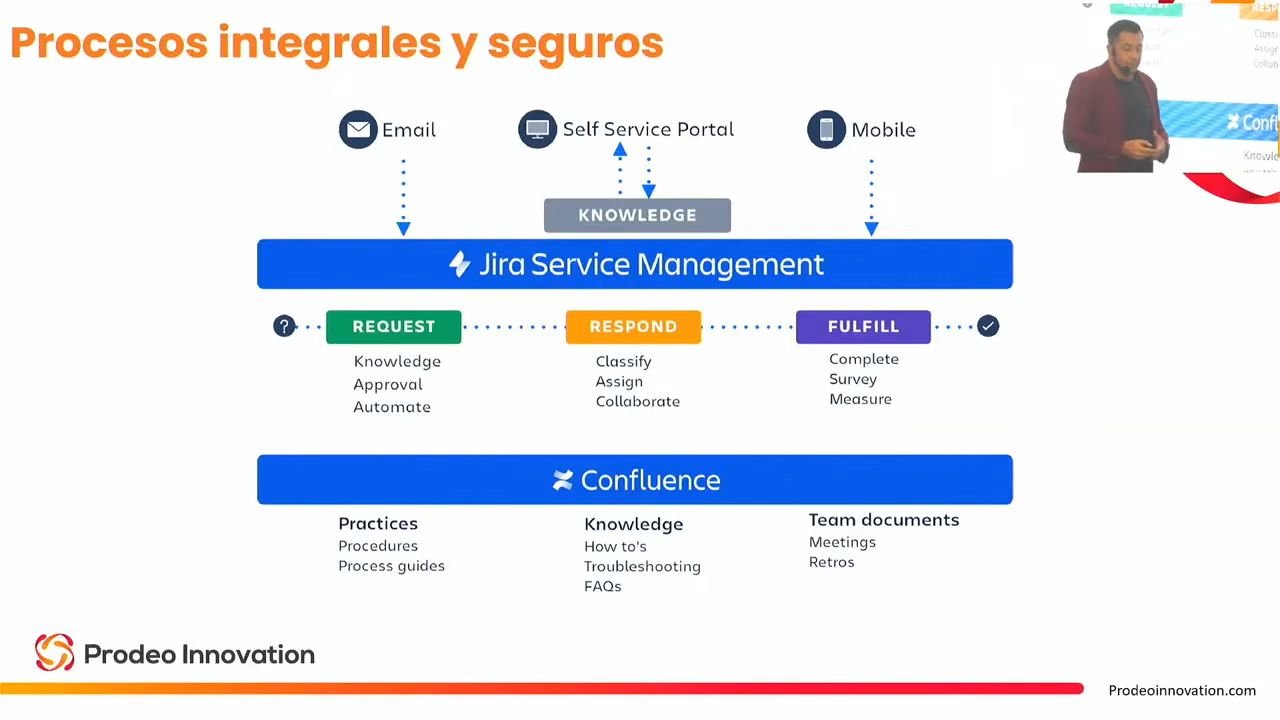 Procesos integrales y seguros
Email
Self Service Portal
Mobile
KNOWLEDGE
Jira Service Management
?
REQUEST
RESPOND
FULFILL
Knowledge
Approval
Automate
Classify
Assign
Collaborate
Complete
Survey
Measure
Confluence
Practices
Procedures
Process guides
Knowledge
How to's
Troubleshooting
FAQs
Team documents
Meetings
Retros
Prodeo Innovation
Prodeoinnovation.com